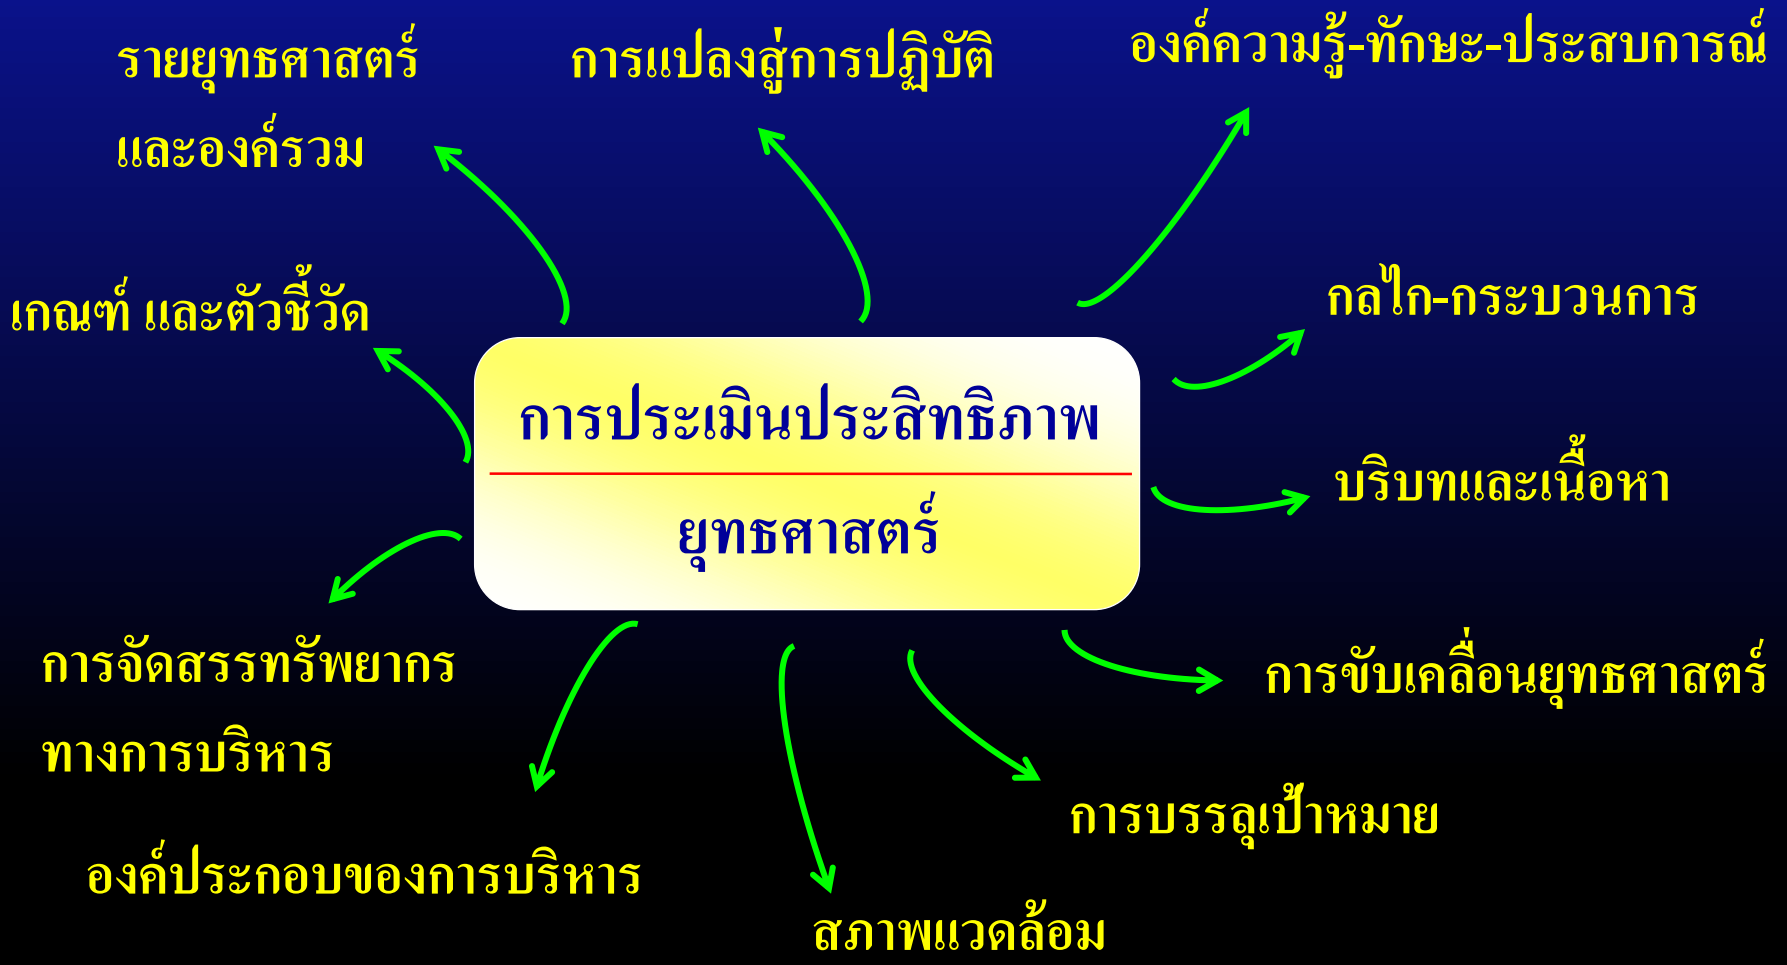 รายยุทธศาสตร์
และองค์รวม
การแปลงสู่การปฏิบัติ
องค์ความรู้-ทักษะ-ประสบการณ์
เกณฑ์ และตัวชี้วัด
กลไก-กระบวนการ
การประเมินประสิทธิภาพ
ยุทธศาสตร์
บริบทและเนื้อหา
การจัดสรรทรัพยากร
ทางการบริหาร
การขับเคลื่อนยุทธศาสตร์
องค์ประกอบของการบริหาร
การบรรลุเป้าหมาย
สภาพแวดล้อม